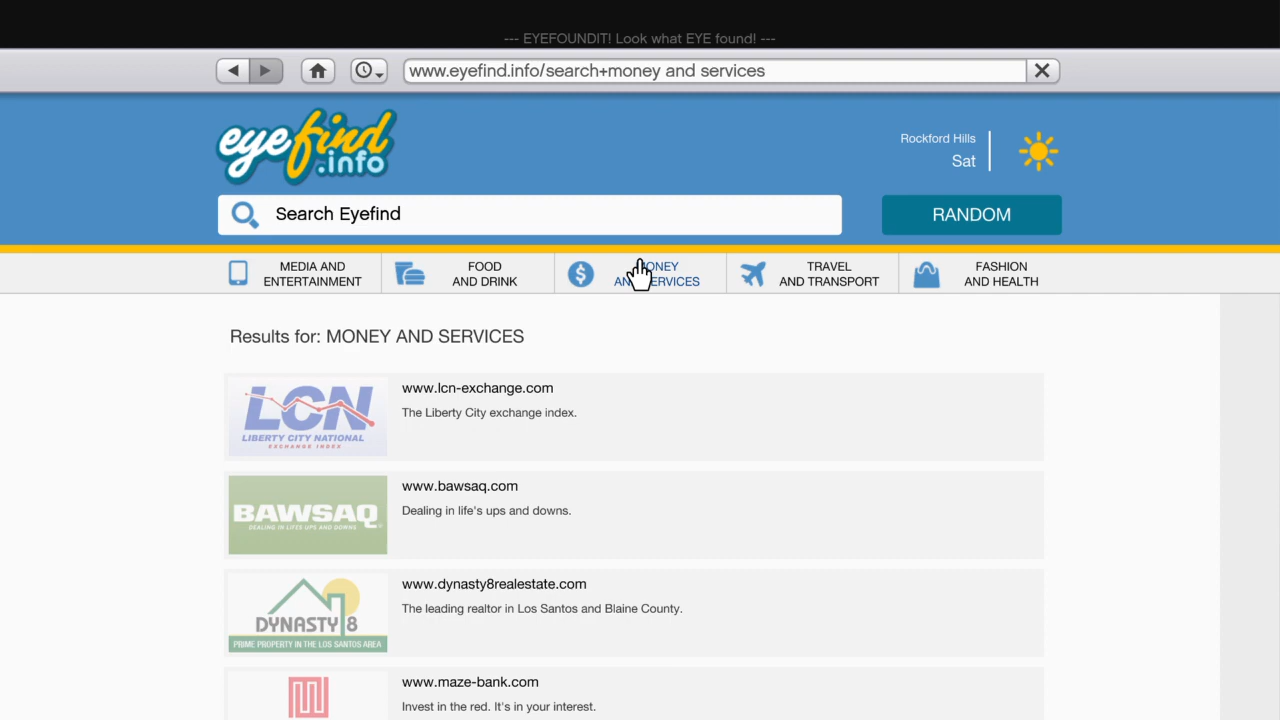 --- EYEFOUNDIT! Look what EYE found! ---
www.eyefind.info/search+money and services
eyefind
.info
Rockford Hills
Sat
Search Eyefind
RANDOM
MEDIA AND
ENTERTAINMENT
FOOD
AND DRINK
MONEY
AND SERVICES
TRAVEL
AND TRANSPORT
FASHION
AND HEALTH
Results for: MONEY AND SERVICES
LCN
LIBERTY CITY NATIONAL
EXCHANGE INDEX
www.lcn-exchange.com
The Liberty City exchange index.
BAWSAQ
DEALING IN LIFE'S UPS AND DOWNS
www.bawsaq.com
Dealing in life's ups and downs.
DYNASTY 8
PRIME PROPERTY IN THE LOS SANTOS AREA
www.dynasty8realestate.com
The leading realtor in Los Santos and Blaine County.
www.maze-bank.com
Invest in the red. It's in your interest.